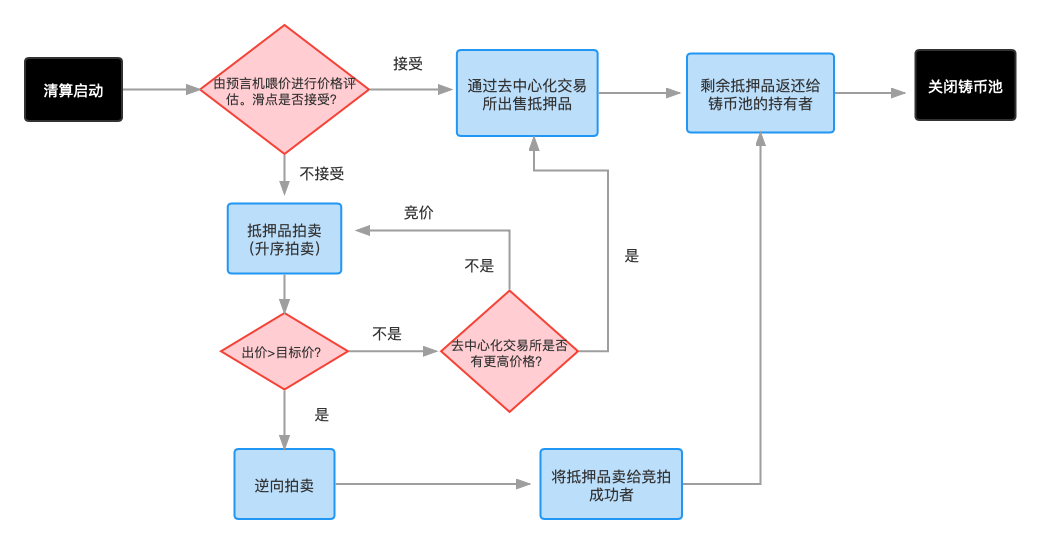 清算启动
由预言机喂价进行价格评
估。滑点是否接受?
接受
通过去中心化交易
所出售抵押品
剩余抵押品返还给
铸币池的持有者
关闭铸币池
不接受
抵押品拍卖
(升序拍卖)
竞价
不是
是
出价>目标价?
不是
去中心化交易所是否
有更高价格?
是
逆向拍卖
将抵押品卖给竞拍
成功者